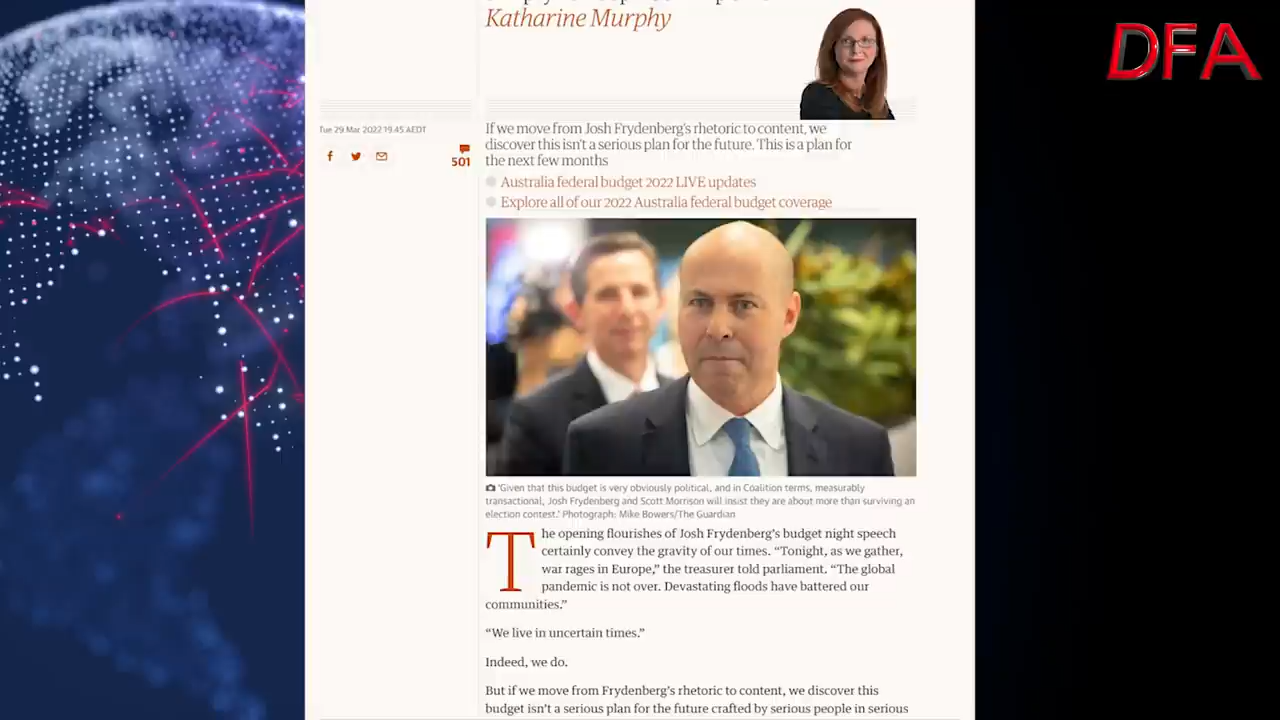 DFA
Katharine Murphy
Tue 29 Mar 2022 19.45 AEDT
501
If we move from Josh Frydenberg's rhetoric to content, we
discover this isn't a serious plan for the future. This is a plan for
the next few months
Australia federal budget 2022 LIVE updates
Explore all of our 2022 Australia federal budget coverage
'Given that this budget is very obviously political, and in Coalition terms, measurably
transactional, Josh Frydenberg and Scott Morrison will insist they are about more than surviving an
election contest.' Photograph: Mike Bowers/The Guardian
The opening flourishes of Josh Frydenberg's budget night speech
certainly convey the gravity of our times. “Tonight, as we gather,
war rages in Europe,” the treasurer told parliament. “The global
pandemic is not over. Devastating floods have battered our
communities.”
“We live in uncertain times.”
Indeed, we do.
But if we move from Frydenberg's rhetoric to content, we discover this
budget isn't a serious plan for the future crafted by serious people in serious